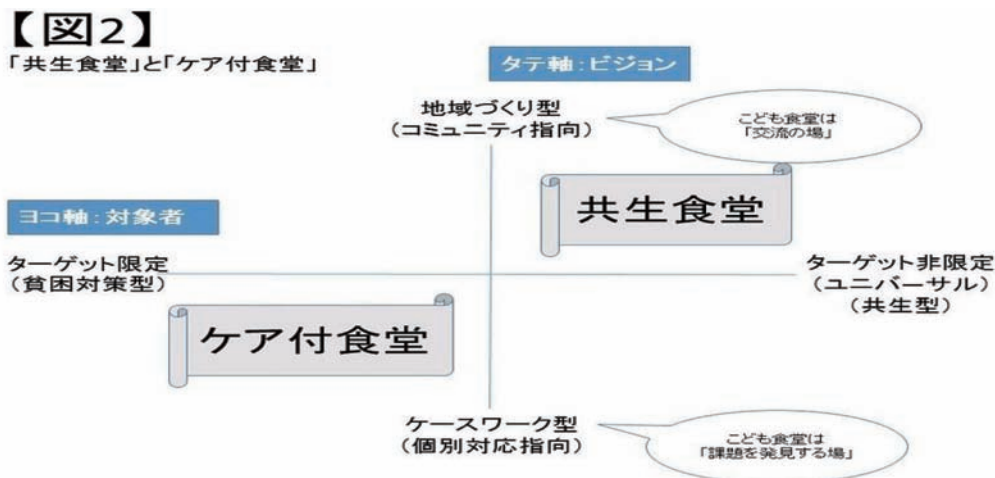 【図2】
「共生食堂」と「ケア付食堂」
タテ軸:ビジョン
地域づくり型
(コミュニティ指向)
こども食堂は
「交流の場」
共生食堂
ヨコ軸:対象者
ターゲット限定
(貧困対策型)
ターゲット非限定
(ユニバーサル)
(共生型)
ケア付食堂
ケースワーク型
(個別対応指向)
こども食堂は
「課題を発見する場」